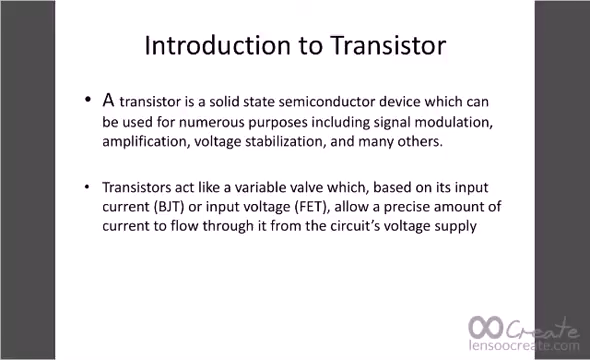 Introduction to Transistor
• A transistor is a solid state semiconductor device which can
be used for numerous purposes including signal modulation,
amplification, voltage stabilization, and many others.
• Transistors act like a variable valve which, based on its input
current (BJT) or input voltage (FET), allow a precise amount of
current to flow through it from the circuit's voltage supply
Create
lensoocreate.com